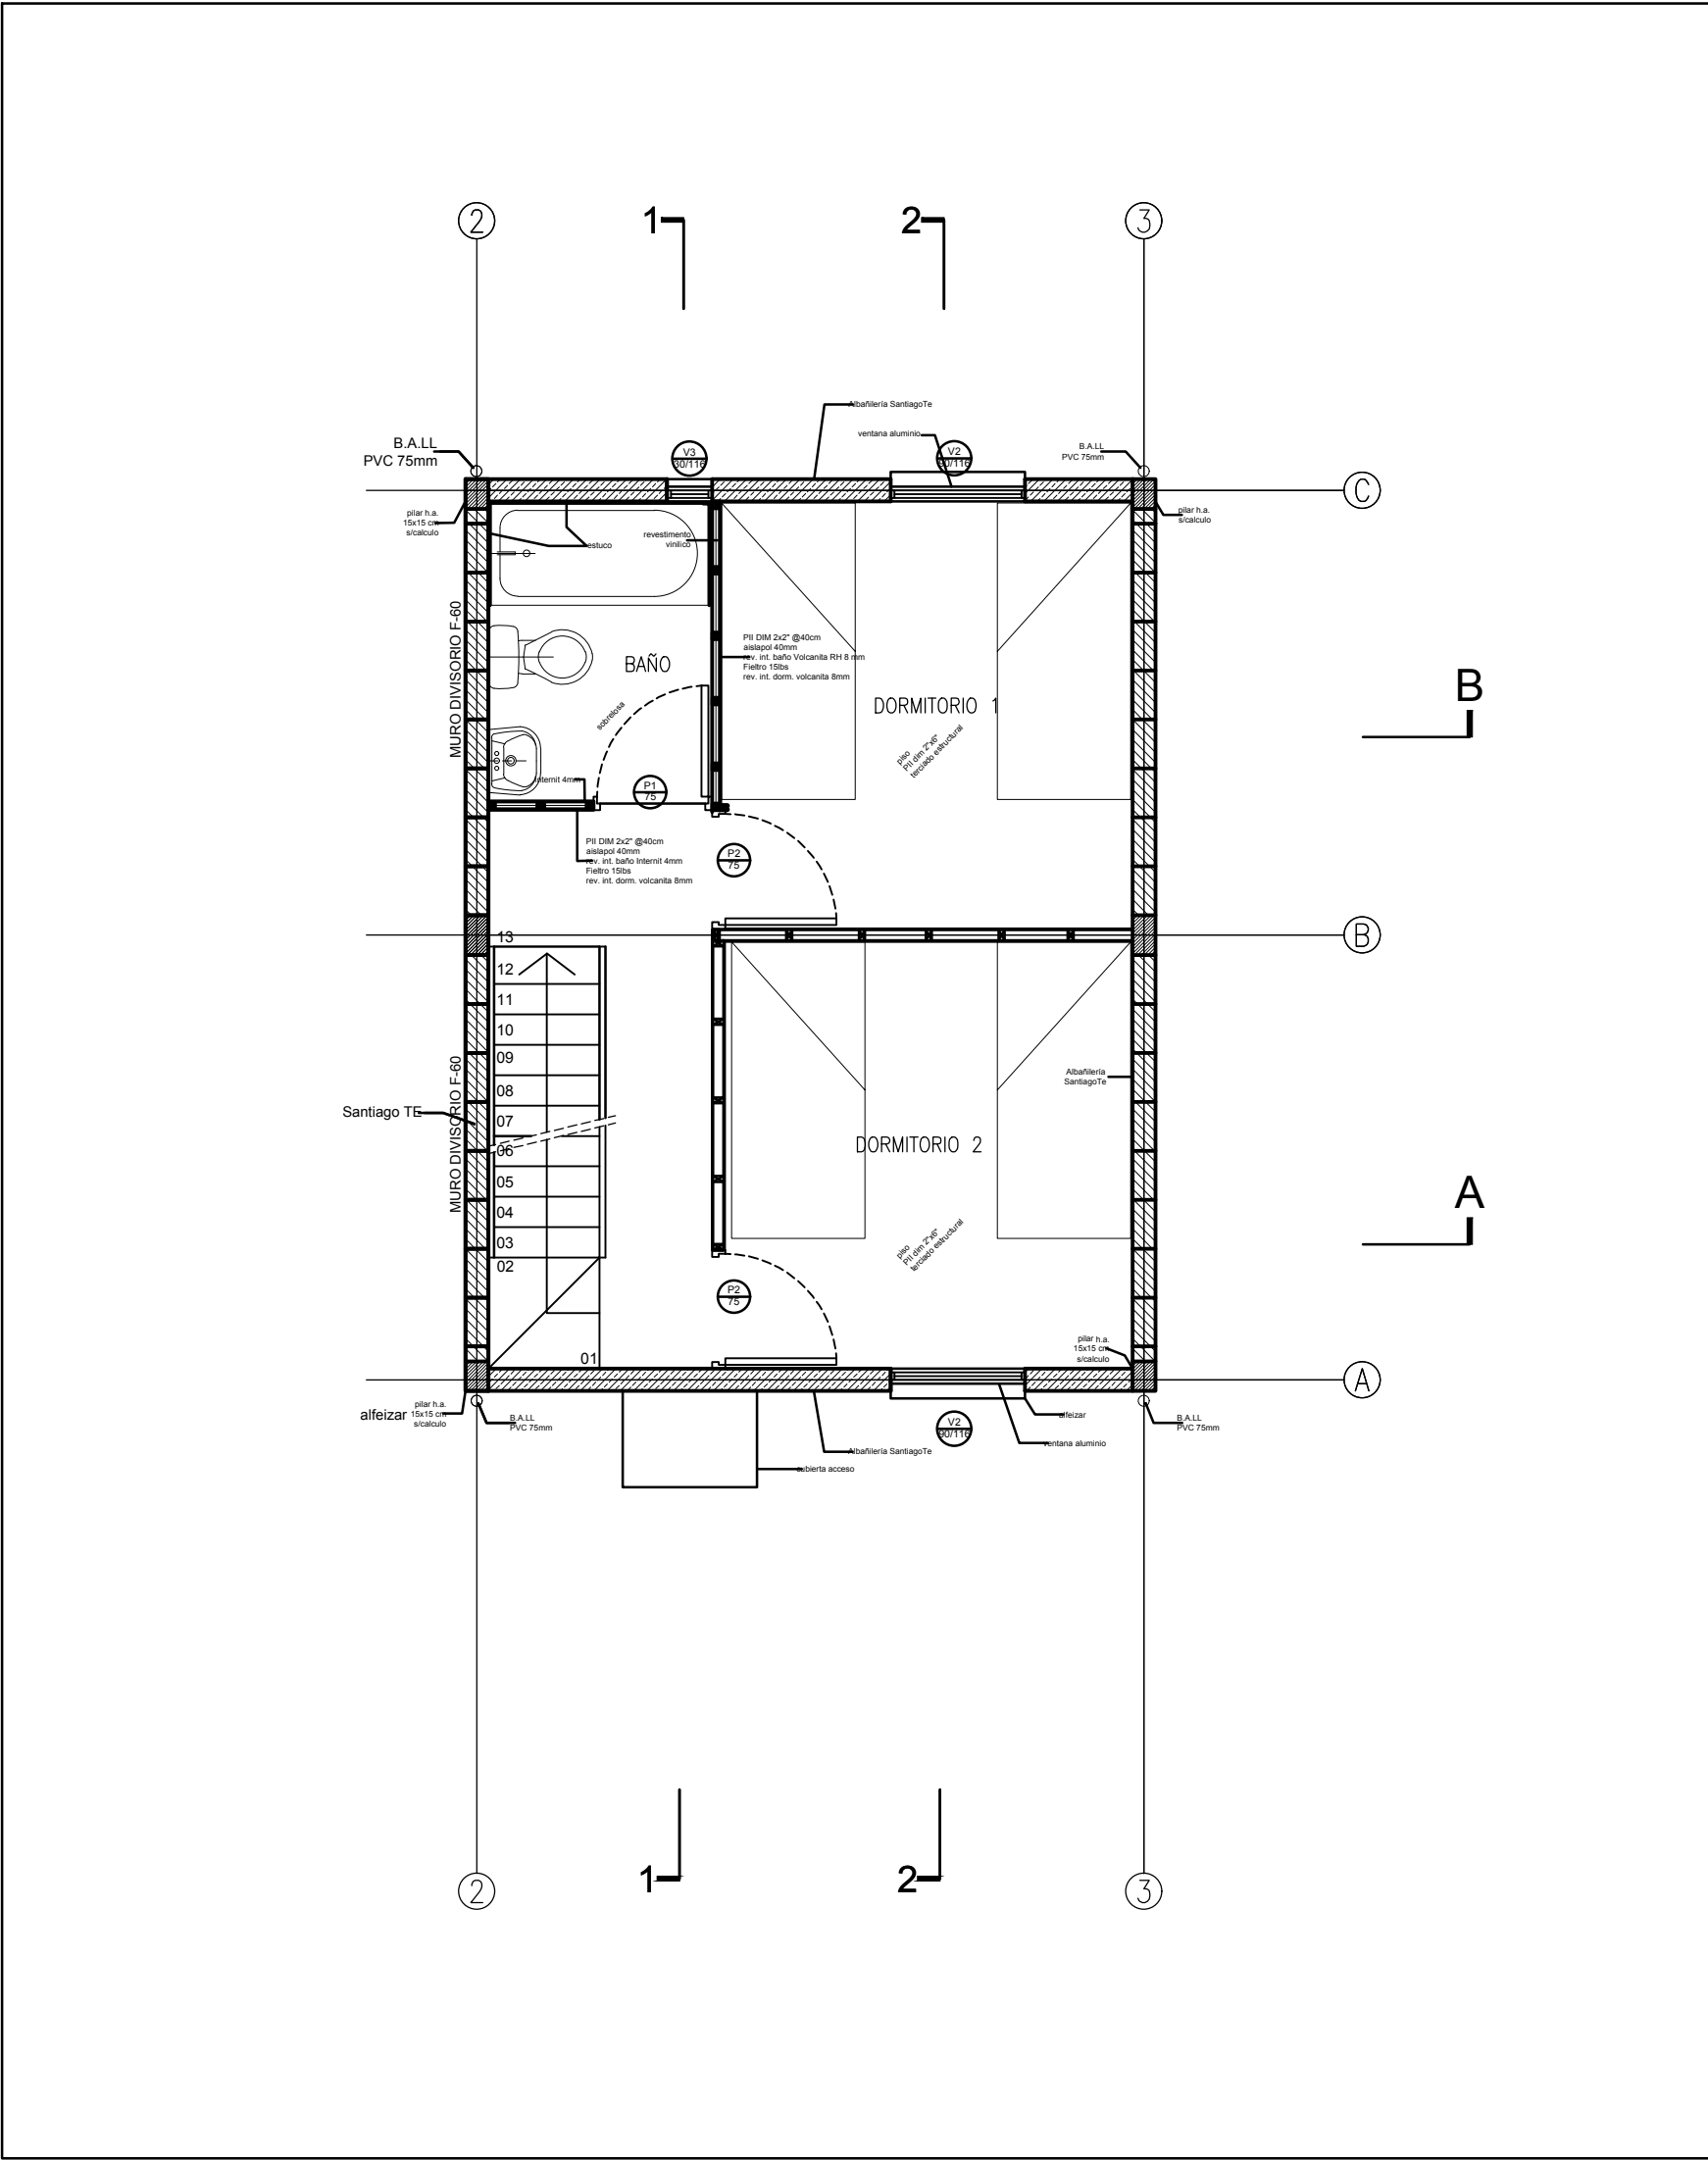 2
1
2
3
Albañilería SantiagoTe
ventana aluminio
B.A.LL
PVC 75mm
V3
30/116
V2
90/116
B.A.LL
PVC 75mm
C
pilar h.a.
15x15 cm
s/calculo
pilar h.a.
s/calculo
estuco
revestimento
vinilico
MURO DIVISORIO F-60
BAÑO
PII DIM 2x2" @40cm
aislapol 40mm
rev. int. baño Volcanita RH 8 mm
Fieltro 15lbs
rev. int. dorm. volcanita 8mm
DORMITORIO 1
B
sobrelosa
piso
PII dim 2"x6"
terciado estructural
internit 4mm
P1
75
PII DIM 2x2" @40cm
aislapol 40mm
rev. int. baño Internit 4mm
Fieltro 15lbs
rev. int. dorm. volcanita 8mm
P2
75
B
13
12
11
10
09
08
07
06
05
04
03
02
01
Albañilería
SantiagoTe
Santiago TE
MURO DIVISORIO F-60
DORMITORIO 2
A
piso
PII dim 2"x6"
terciado estructural
P2
75
pilar h.a.
15x15 cm
s/calculo
A
alfeizar
pilar h.a.
15x15 cm
s/calculo
B.A.LL
PVC 75mm
V2
90/116
alfeizar
ventana aluminio
B.A.LL
PVC 75mm
Albañilería SantiagoTe
cubierta acceso
1
2
2
3